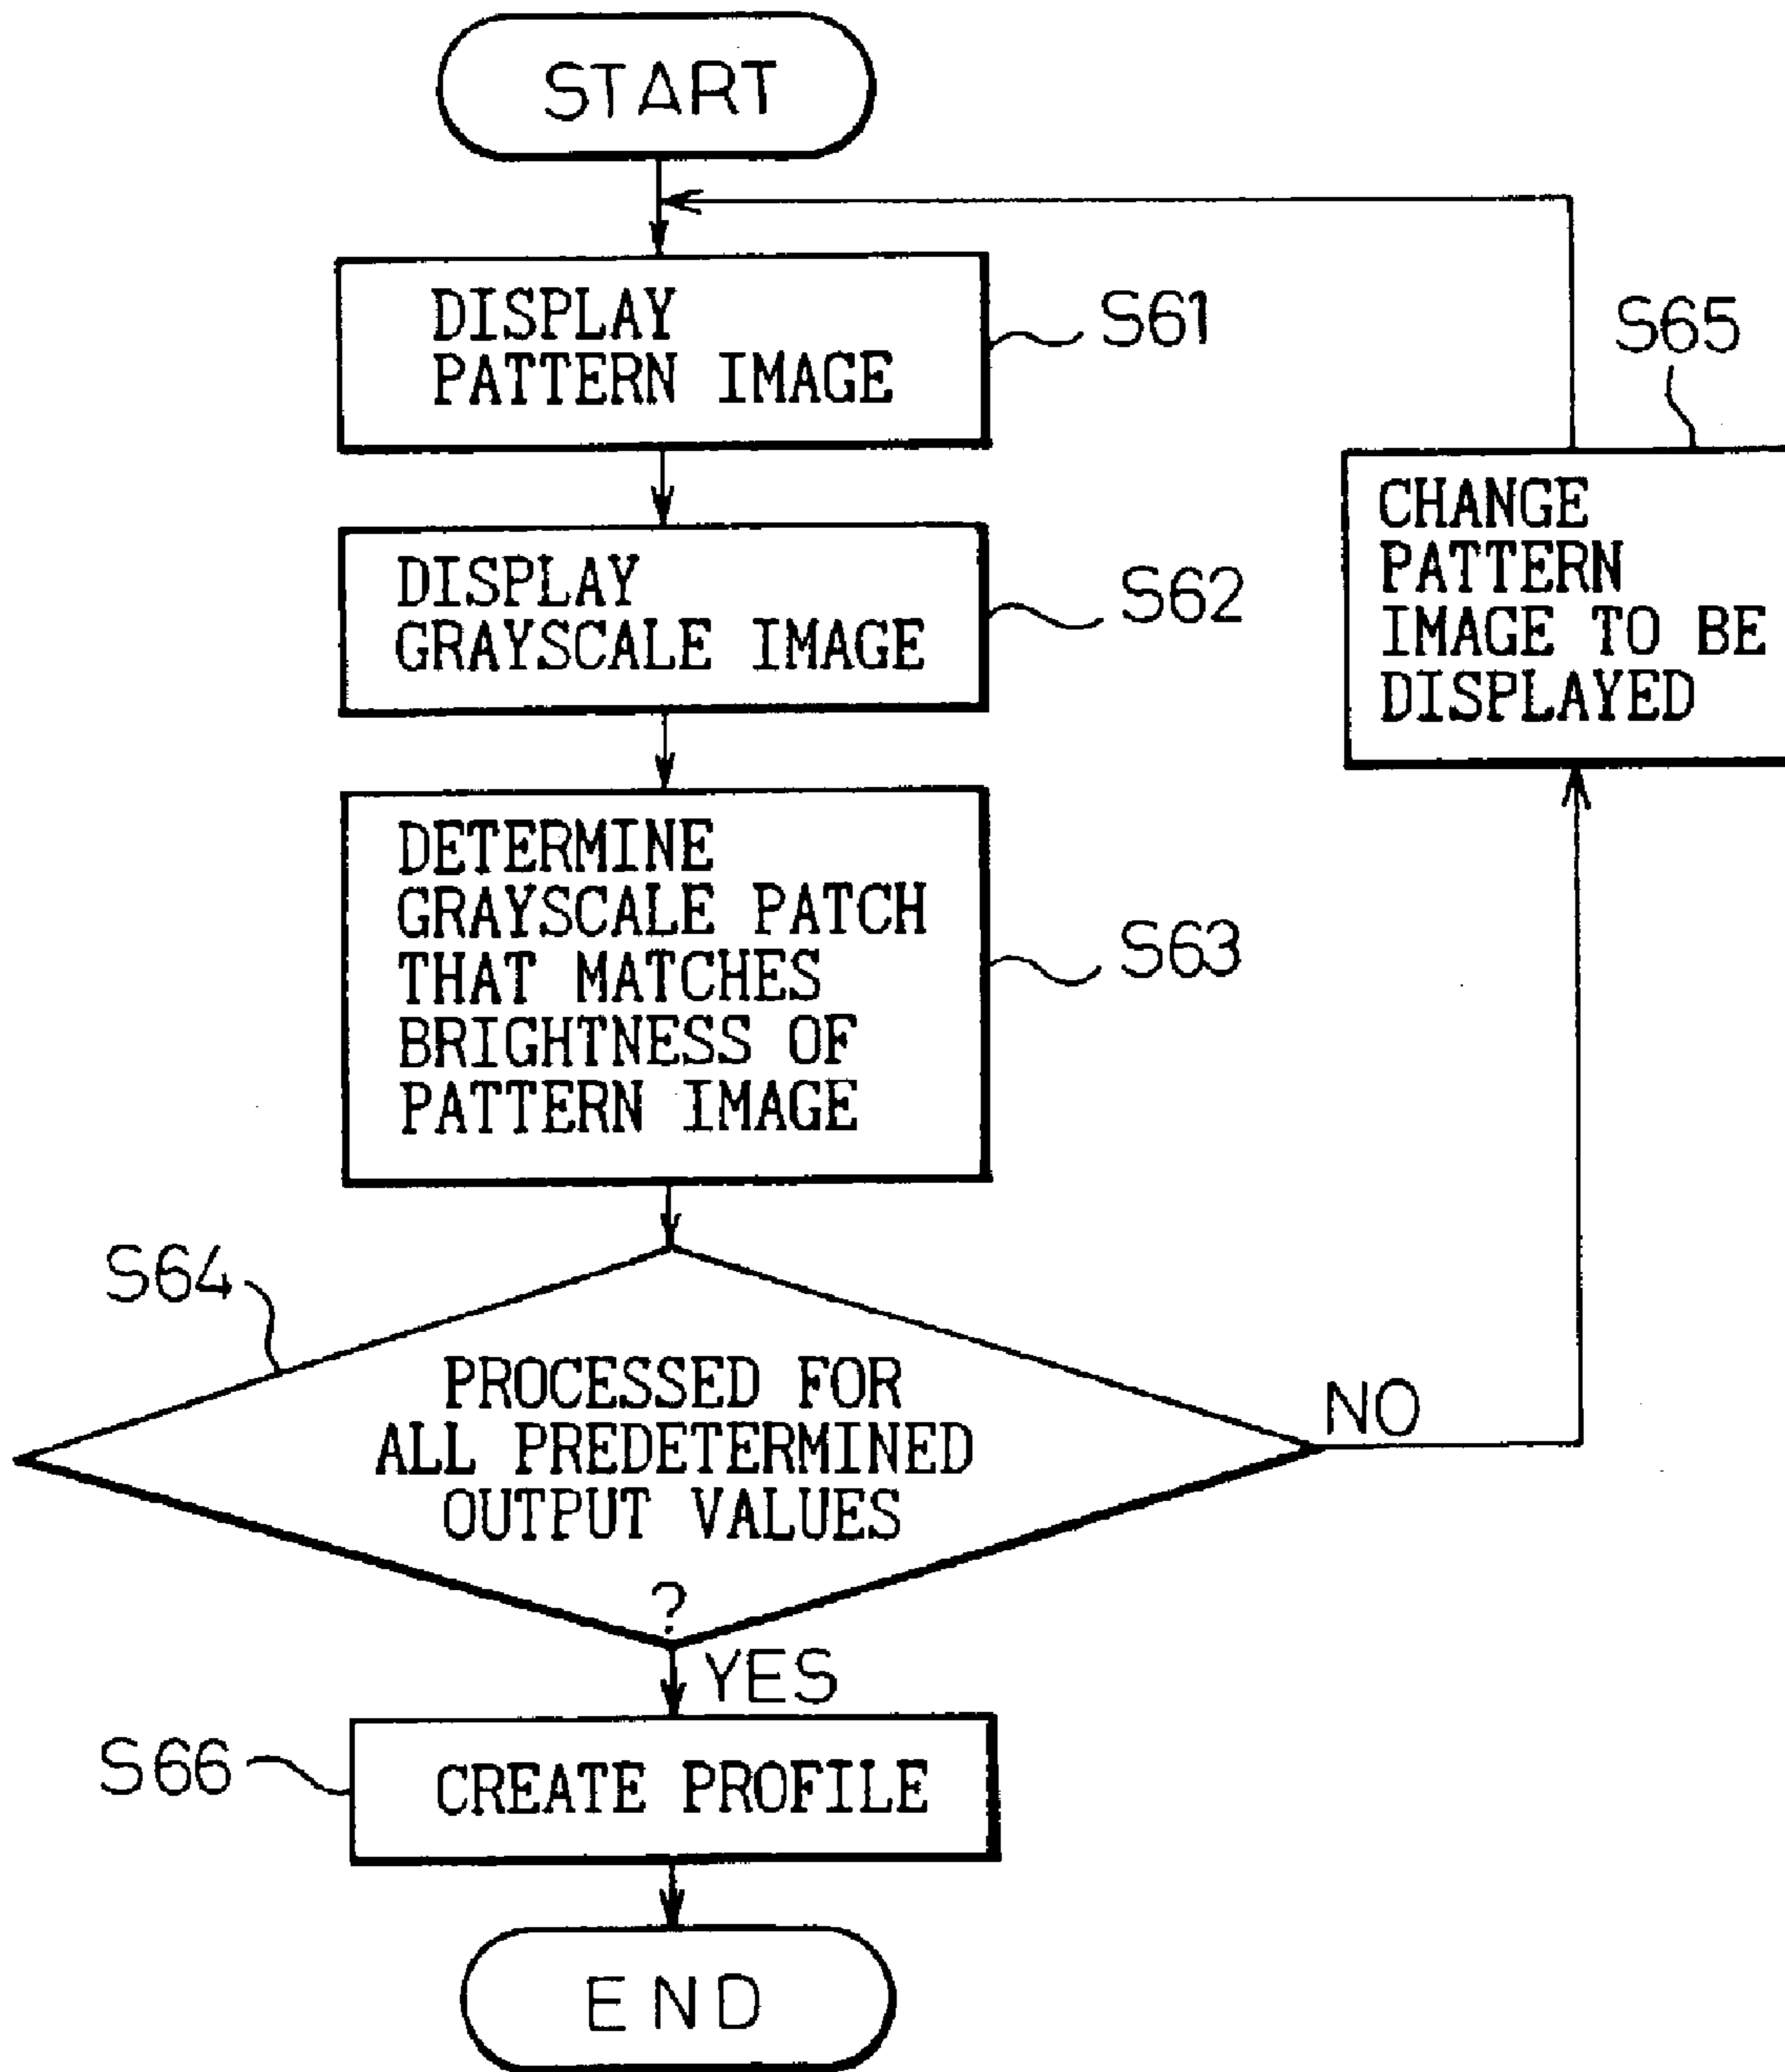 START
DISPLAY
PATTERN IMAGE
S61
DISPLAY
GRAYSCALE IMAGE
S62
DETERMINE
GRAYSCALE PATCH
THAT MATCHES
BRIGHTNESS OF
PATTERN IMAGE
S63
S64
PROCESSED FOR
ALL PREDETERMINED
OUTPUT VALUES
?
NO
S65
CHANGE
PATTERN
IMAGE TO BE
DISPLAYED
YES
S66
CREATE PROFILE
END